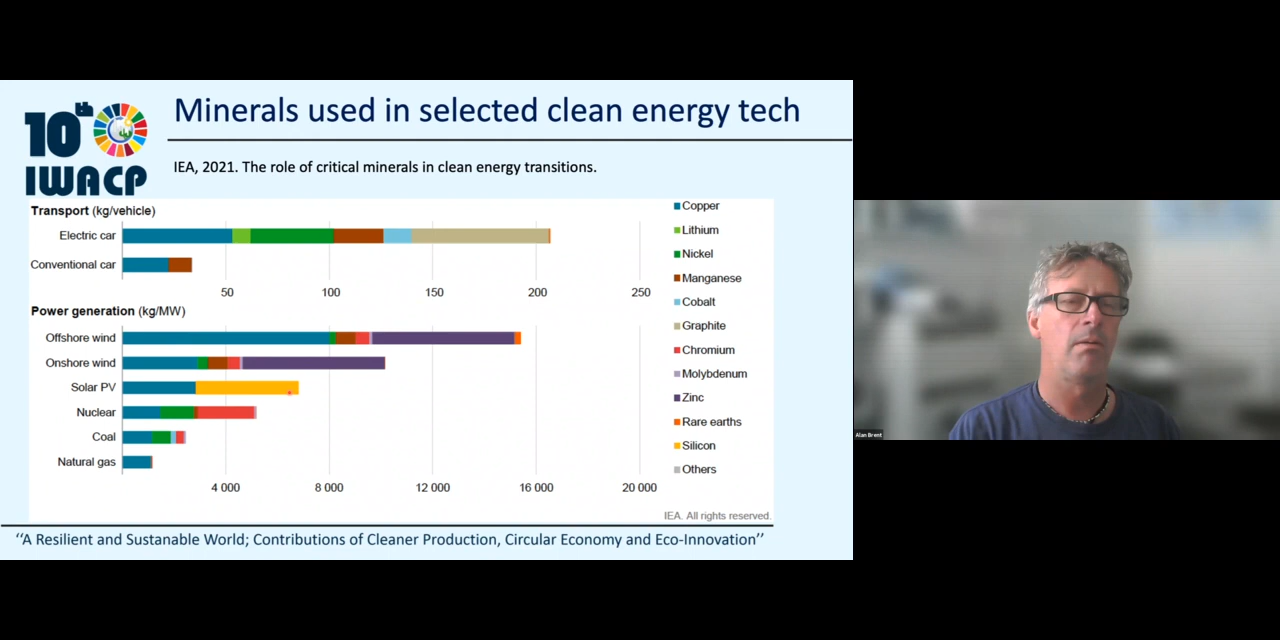 10th
IWACP
Minerals used in selected clean energy tech
IEA, 2021. The role of critical minerals in clean energy transitions.
Transport (kg/vehicle)
Electric car
Conventional car
50 100 150 200 250
Power generation (kg/MW)
Offshore wind
Onshore wind
Solar PV
Nuclear
Coal
Natural gas
4 000 8 000 12 000 16 000 20 000
Copper
Lithium
Nickel
Manganese
Cobalt
Graphite
Chromium
Molybdenum
Zinc
Rare earths
Silicon
Others
IEA. All rights reserved.
“A Resilient and Sustanable World; Contributions of Cleaner Production, Circular Economy and Eco-Innovation”
Alan Brent